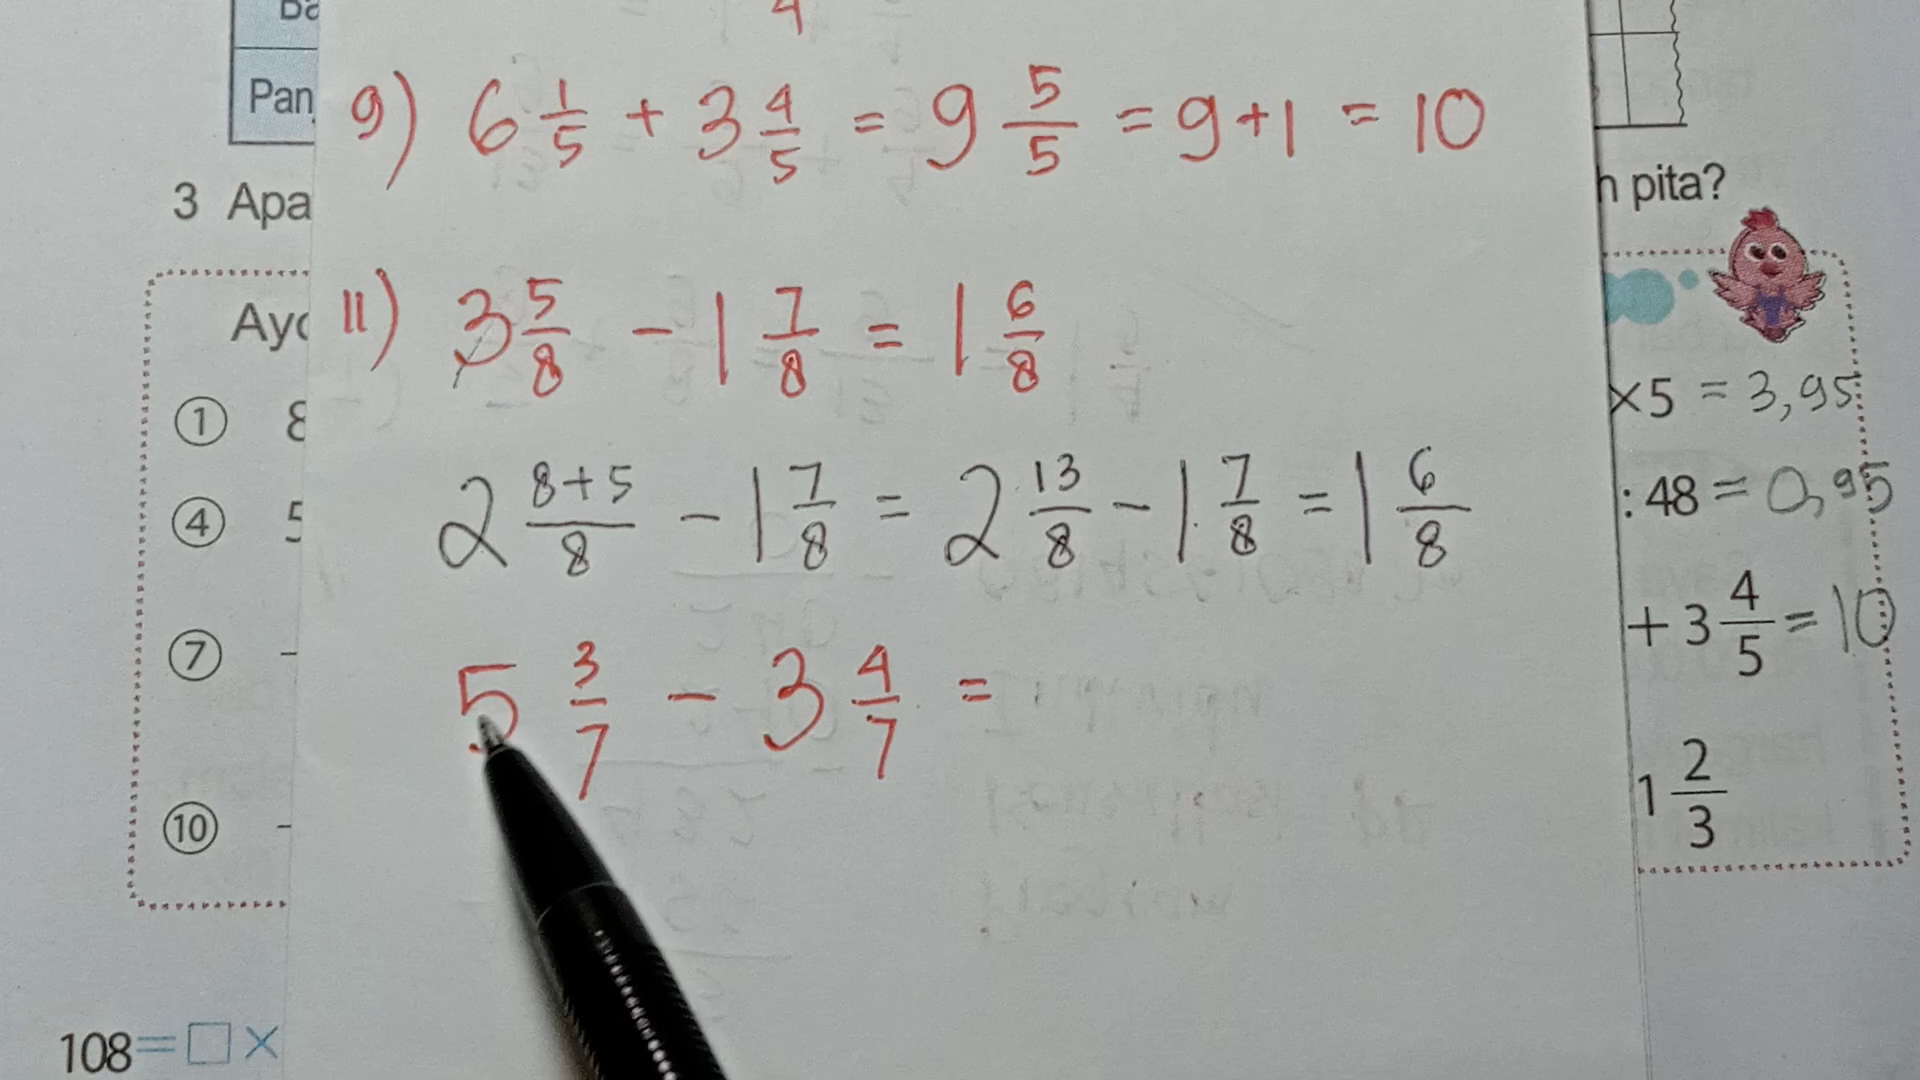 Pan
9) 6 1/5 + 3 4/5 = 9 5/5 = 9+1 = 10
3 Apa
h pita?
11) 3 5/8 - 1 7/8 = 1 6/8
Ayo
×5 = 3,95
① 8
2 8+5/8 - 1 7/8 = 2 13/8 - 1 7/8 = 1 6/8
: 48 = 0,95
④ 5
+ 3 4/5 = 10
5 3/7 - 3 4/7 =
⑦ -
1 2/3
⑩ -
108 = □ ×